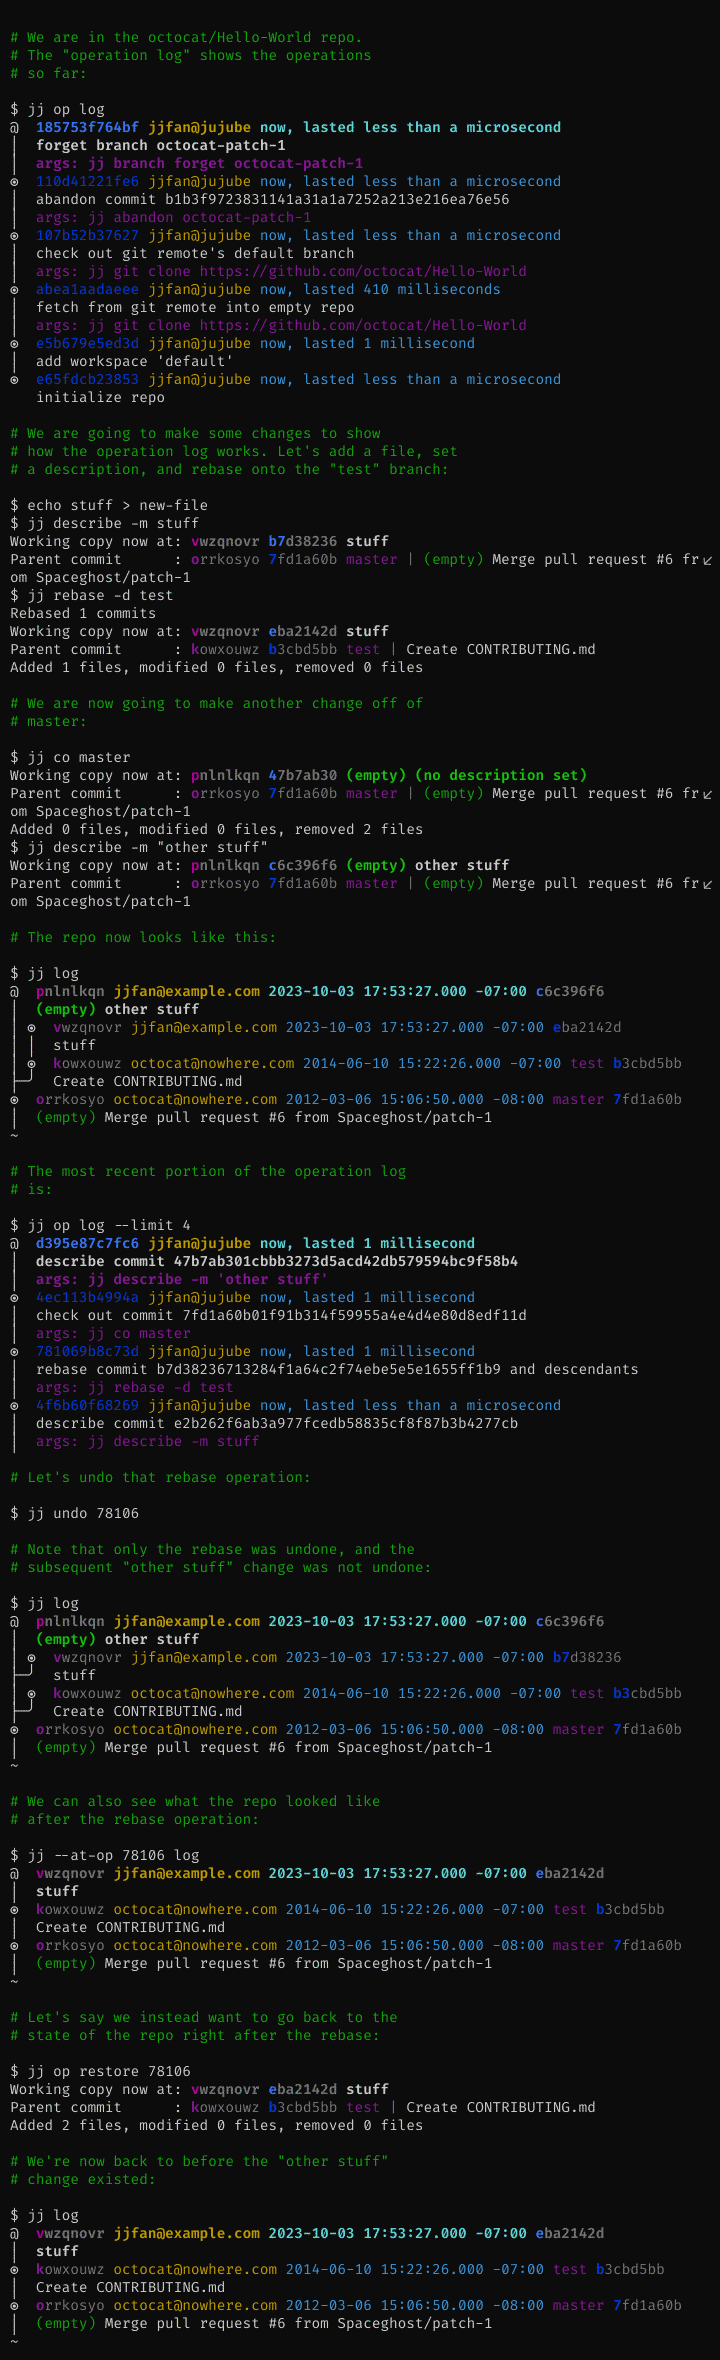 # We are in the octocat/Hello-World repo.
# The "operation log" shows the operations
# so far:
$ jj op log
@  185753f764bf jjfan@jujube now, lasted less than a microsecond
│  forget branch octocat-patch-1
│  args: jj branch forget octocat-patch-1
◉  110d41221fe6 jjfan@jujube now, lasted less than a microsecond
│  abandon commit b1b3f9723831141a31a1a7252a213e216ea76e56
│  args: jj abandon octocat-patch-1
◉  107b52b37627 jjfan@jujube now, lasted less than a microsecond
│  check out git remote's default branch
│  args: jj git clone https://github.com/octocat/Hello-World
◉  abea1aadaeee jjfan@jujube now, lasted 410 milliseconds
│  fetch from git remote into empty repo
│  args: jj git clone https://github.com/octocat/Hello-World
◉  e5b679e5ed3d jjfan@jujube now, lasted 1 millisecond
│  add workspace 'default'
◉  e65fdcb23853 jjfan@jujube now, lasted less than a microsecond
   initialize repo
# We are going to make some changes to show
# how the operation log works. Let's add a file, set
# a description, and rebase onto the "test" branch:
$ echo stuff > new-file
$ jj describe -m stuff
Working copy now at: vwzqnovr b7d38236 stuff
Parent commit      : orrkosyo 7fd1a60b master | (empty) Merge pull request #6 fr↙
om Spaceghost/patch-1
$ jj rebase -d test
Rebased 1 commits
Working copy now at: vwzqnovr eba2142d stuff
Parent commit      : kowxouwz b3cbd5bb test | Create CONTRIBUTING.md
Added 1 files, modified 0 files, removed 0 files
# We are now going to make another change off of
# master:
$ jj co master
Working copy now at: pnlnlkqn 47b7ab30 (empty) (no description set)
Parent commit      : orrkosyo 7fd1a60b master | (empty) Merge pull request #6 fr↙
om Spaceghost/patch-1
Added 0 files, modified 0 files, removed 2 files
$ jj describe -m "other stuff"
Working copy now at: pnlnlkqn c6c396f6 (empty) other stuff
Parent commit      : orrkosyo 7fd1a60b master | (empty) Merge pull request #6 fr↙
om Spaceghost/patch-1
# The repo now looks like this:
$ jj log
@  pnlnlkqn jjfan@example.com 2023-10-03 17:53:27.000 -07:00 c6c396f6
│  (empty) other stuff
│ ◉  vwzqnovr jjfan@example.com 2023-10-03 17:53:27.000 -07:00 eba2142d
│ │  stuff
│ ◉  kowxouwz octocat@nowhere.com 2014-06-10 15:22:26.000 -07:00 test b3cbd5bb
├─╯  Create CONTRIBUTING.md
◉  orrkosyo octocat@nowhere.com 2012-03-06 15:06:50.000 -08:00 master 7fd1a60b
│  (empty) Merge pull request #6 from Spaceghost/patch-1
~
# The most recent portion of the operation log
# is:
$ jj op log --limit 4
@  d395e87c7fc6 jjfan@jujube now, lasted 1 millisecond
│  describe commit 47b7ab301cbbb3273d5acd42db579594bc9f58b4
│  args: jj describe -m 'other stuff'
◉  4ec113b4994a jjfan@jujube now, lasted 1 millisecond
│  check out commit 7fd1a60b01f91b314f59955a4e4d4e80d8edf11d
│  args: jj co master
◉  781069b8c73d jjfan@jujube now, lasted 1 millisecond
│  rebase commit b7d38236713284f1a64c2f74ebe5e5e1655ff1b9 and descendants
│  args: jj rebase -d test
◉  4f6b60f68269 jjfan@jujube now, lasted less than a microsecond
│  describe commit e2b262f6ab3a977fcedb58835cf8f87b3b4277cb
│  args: jj describe -m stuff
# Let's undo that rebase operation:
$ jj undo 78106
# Note that only the rebase was undone, and the
# subsequent "other stuff" change was not undone:
$ jj log
@  pnlnlkqn jjfan@example.com 2023-10-03 17:53:27.000 -07:00 c6c396f6
│  (empty) other stuff
│ ◉  vwzqnovr jjfan@example.com 2023-10-03 17:53:27.000 -07:00 b7d38236
├─╯  stuff
│ ◉  kowxouwz octocat@nowhere.com 2014-06-10 15:22:26.000 -07:00 test b3cbd5bb
├─╯  Create CONTRIBUTING.md
◉  orrkosyo octocat@nowhere.com 2012-03-06 15:06:50.000 -08:00 master 7fd1a60b
│  (empty) Merge pull request #6 from Spaceghost/patch-1
~
# We can also see what the repo looked like
# after the rebase operation:
$ jj --at-op 78106 log
@  vwzqnovr jjfan@example.com 2023-10-03 17:53:27.000 -07:00 eba2142d
│  stuff
◉  kowxouwz octocat@nowhere.com 2014-06-10 15:22:26.000 -07:00 test b3cbd5bb
│  Create CONTRIBUTING.md
◉  orrkosyo octocat@nowhere.com 2012-03-06 15:06:50.000 -08:00 master 7fd1a60b
│  (empty) Merge pull request #6 from Spaceghost/patch-1
~
# Let's say we instead want to go back to the
# state of the repo right after the rebase:
$ jj op restore 78106
Working copy now at: vwzqnovr eba2142d stuff
Parent commit      : kowxouwz b3cbd5bb test | Create CONTRIBUTING.md
Added 2 files, modified 0 files, removed 0 files
# We're now back to before the "other stuff"
# change existed:
$ jj log
@  vwzqnovr jjfan@example.com 2023-10-03 17:53:27.000 -07:00 eba2142d
│  stuff
◉  kowxouwz octocat@nowhere.com 2014-06-10 15:22:26.000 -07:00 test b3cbd5bb
│  Create CONTRIBUTING.md
◉  orrkosyo octocat@nowhere.com 2012-03-06 15:06:50.000 -08:00 master 7fd1a60b
│  (empty) Merge pull request #6 from Spaceghost/patch-1
~